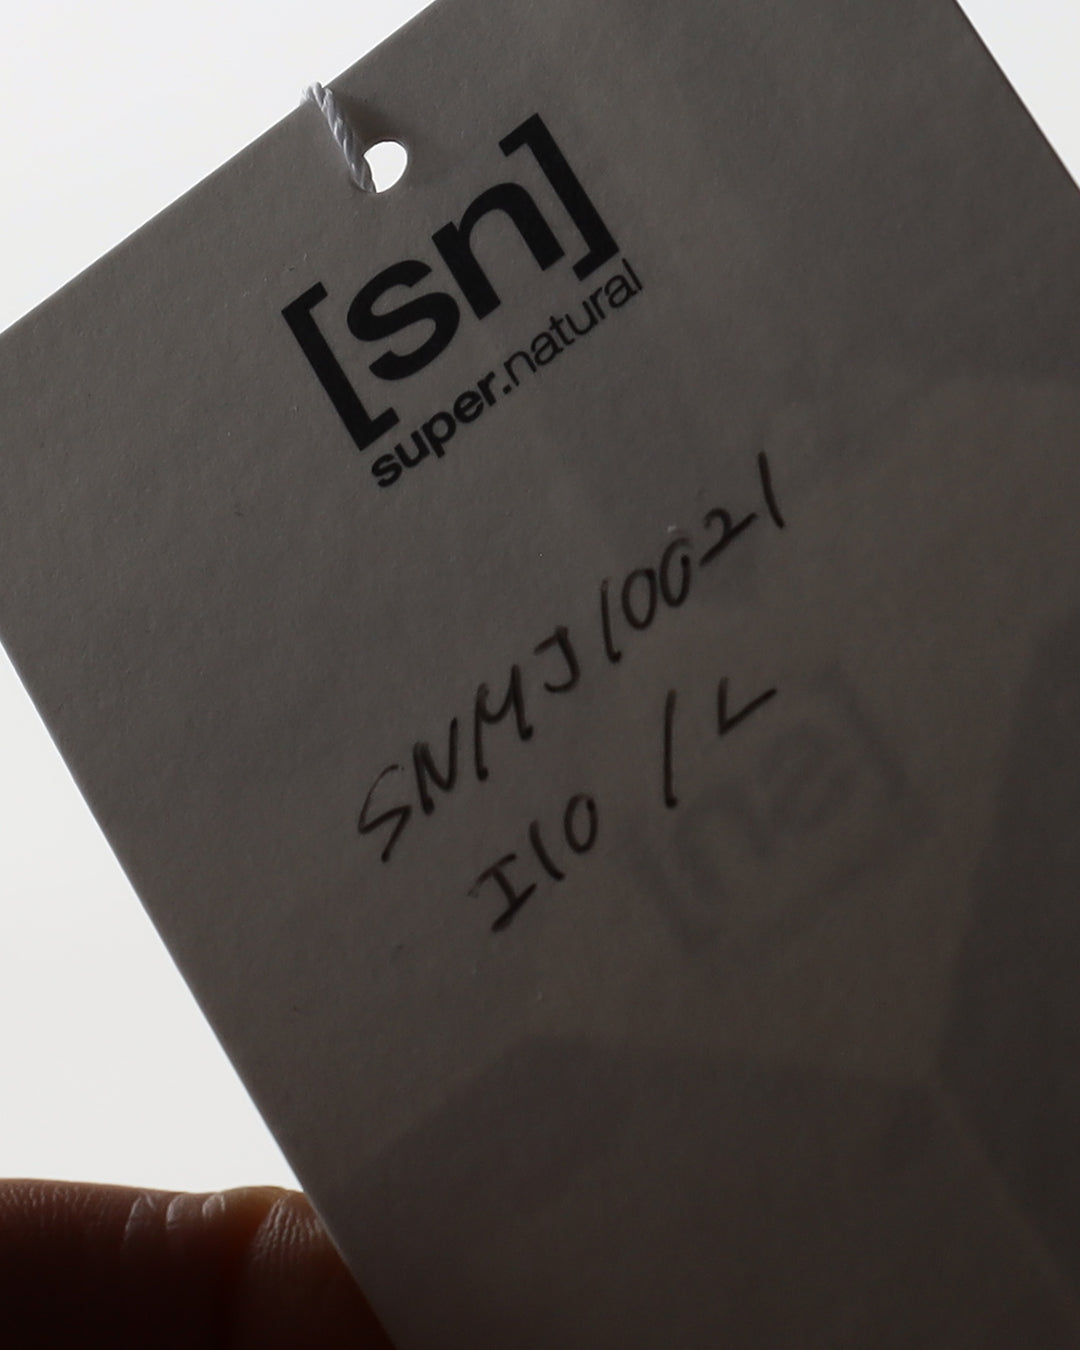 [sn]
super.natural
SNMJ10021
I10 / L